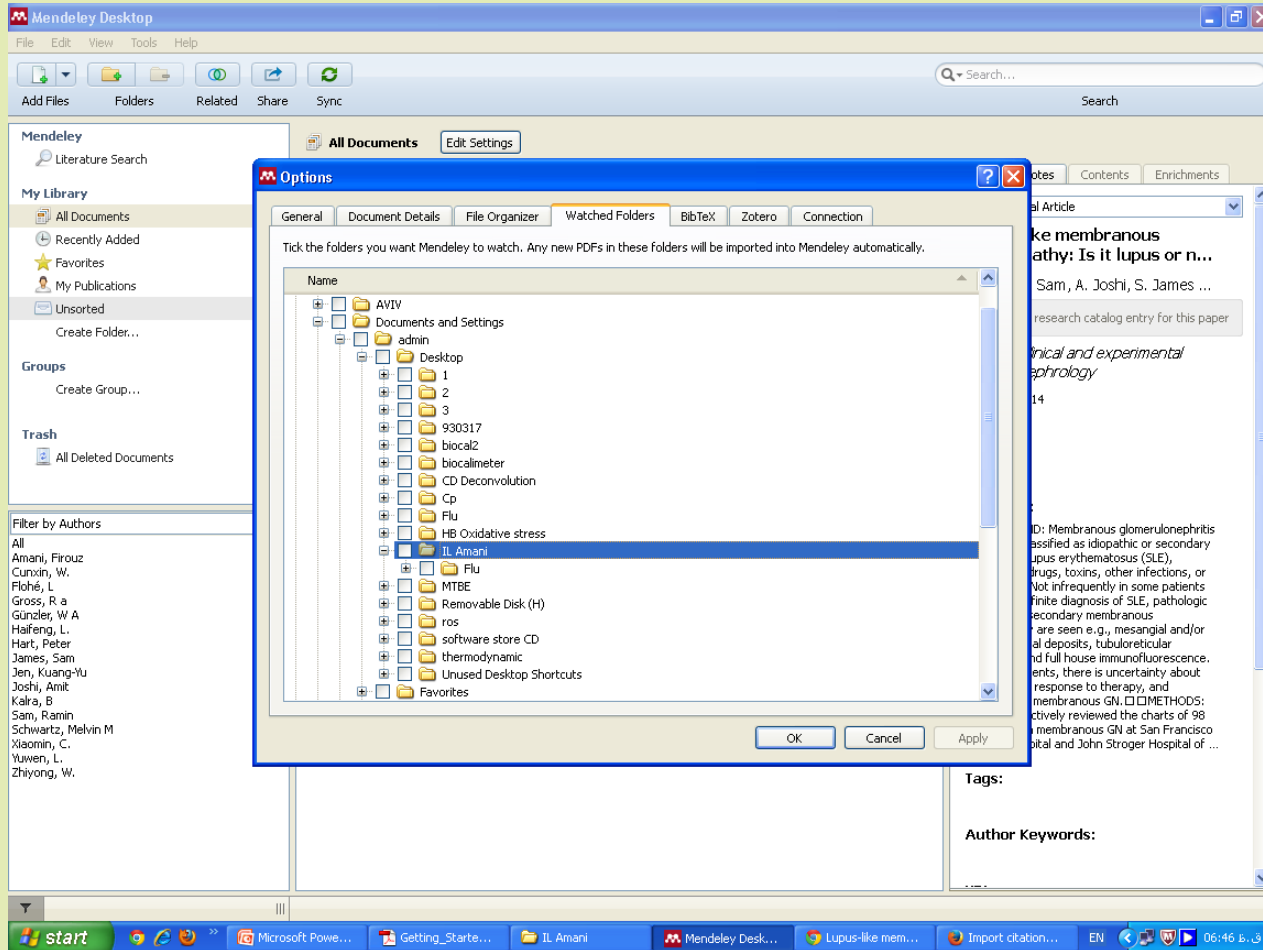 Mendeley Desktop
File Edit View Tools Help
Add Files Folders Related Share Sync
Search...
Search
Mendeley
Literature Search
My Library
All Documents
Recently Added
Favorites
My Publications
Unsorted
Create Folder...
Groups
Create Group...
Trash
All Deleted Documents
Filter by Authors
All
Amani, Firouz
Cunxin, W.
Flohé, L
Gross, R a
Günzler, W A
Haifeng, L.
Hart, Peter
James, Sam
Jen, Kuang-Yu
Joshi, Amit
Kalra, B
Sam, Ramin
Schwartz, Melvin M
Xiaomin, C.
Yuwen, L.
Zhiyong, W.
All Documents Edit Settings
Options
General Document Details File Organizer Watched Folders BibTeX Zotero Connection
Tick the folders you want Mendeley to watch. Any new PDFs in these folders will be imported into Mendeley automatically.
Name
AVIV
Documents and Settings
admin
Desktop
1
2
3
930317
biocal2
biocalimeter
CD Deconvolution
Cp
Flu
HB Oxidative stress
IL Amani
Flu
MTBE
Removable Disk (H)
ros
software store CD
thermodynamic
Unused Desktop Shortcuts
Favorites
OK Cancel Apply
otes Contents Enrichments
al Article
ke membranous
athy: Is it lupus or n...
Sam, A. Joshi, S. James ...
research catalog entry for this paper
nical and experimental
ephrology
14
:
D: Membranous glomerulonephritis
assified as idiopathic or secondary
upus erythematosus (SLE),
drugs, toxins, other infections, or
Not infrequently in some patients
finite diagnosis of SLE, pathologic
secondary membranous
are seen e.g., mesangial and/or
al deposits, tubuloreticular
nd full house immunofluorescence.
ents, there is uncertainty about
response to therapy, and
membranous GN.□□METHODS:
ctively reviewed the charts of 98
membranous GN at San Francisco
pital and John Stroger Hospital of ...
Tags:
Author Keywords:
start Microsoft Powe... Getting_Starte... IL Amani Mendeley Desk... Lupus-like mem... Import citation... EN 06:46 ق.ظ